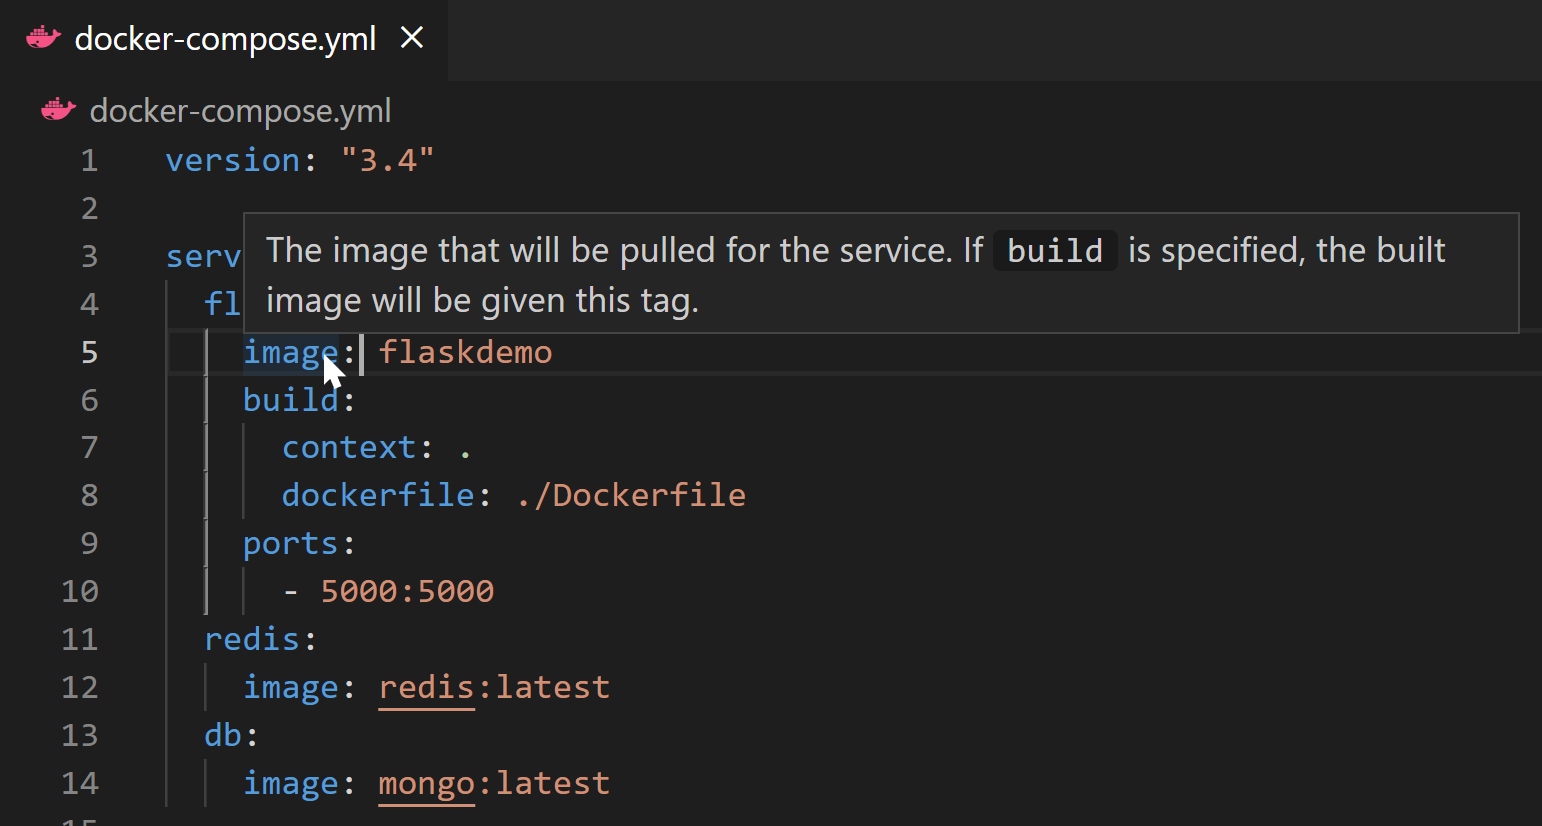 docker-compose.yml
docker-compose.yml
1 version: "3.4"
2
3 serv
The image that will be pulled for the service. If build is specified, the built
image will be given this tag.
4 fl
5 image: flaskdemo
6 build:
7 context: .
8 dockerfile: ./Dockerfile
9 ports:
10 - 5000:5000
11 redis:
12 image: redis:latest
13 db:
14 image: mongo:latest
15